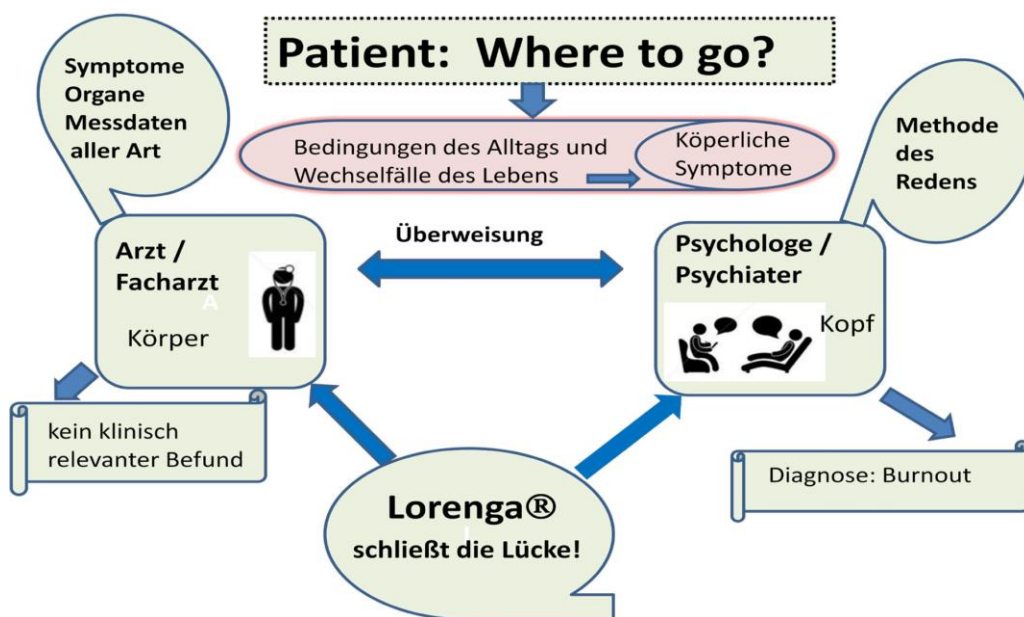 Patient: Where to go?
Symptome
Organe
Messdaten
aller Art
Bedingungen des Alltags und
Wechselfälle des Lebens
Köperliche
Symptome
Methode
des
Redens
Arzt /
Facharzt
A
Körper
Überweisung
Psychologe /
Psychiater
Kopf
kein klinisch
relevanter Befund
Diagnose: Burnout
Lorenga®
schließt die Lücke!